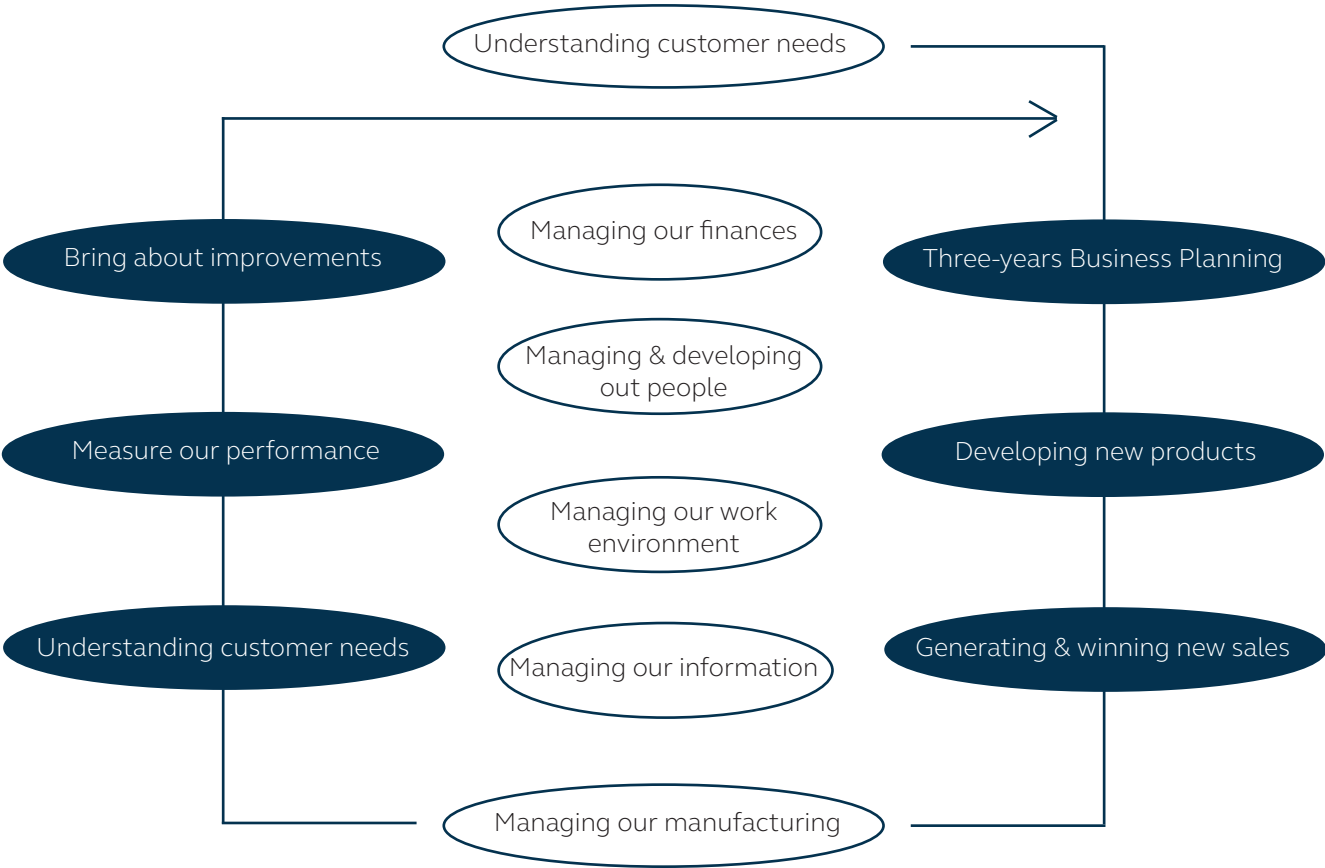 Understanding customer needs
Managing our finances
Bring about improvements
Three-years Business Planning
Managing & developing
out people
Measure our performance
Developing new products
Managing our work
environment
Understanding customer needs
Generating & winning new sales
Managing our information
Managing our manufacturing